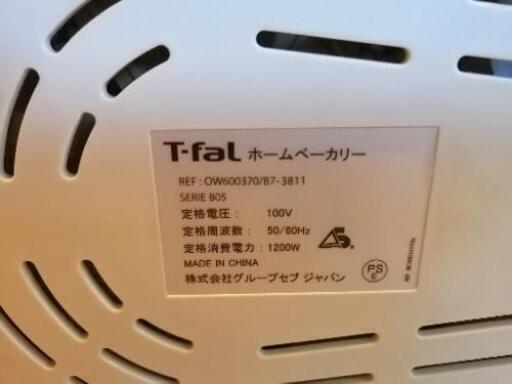 T-faL ホームベーカリー
REF : OW600370/B7-3811
SERIE B05
定格電圧 : 100V
定格周波数 : 50/60Hz
定格消費電力 : 1200W
MADE IN CHINA
株式会社グループセブ ジャパン
PS
E